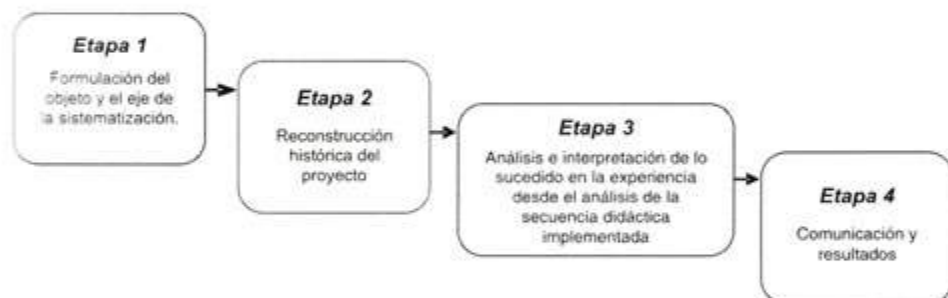 Etapa 1
Formulación del
objeto y el eje de
la sistematización.
Etapa 2
Reconstrucción
histórica del
proyecto
Etapa 3
Análisis e interpretación de lo
sucedido en la experiencia
desde el análisis de la
secuencia didáctica
implementada
Etapa 4
Comunicación y
resultados